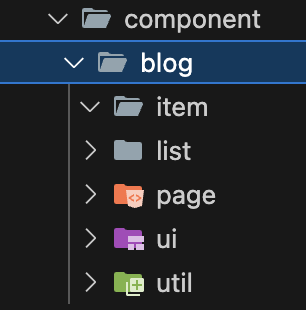 component
blog
item
list
page
ui
util